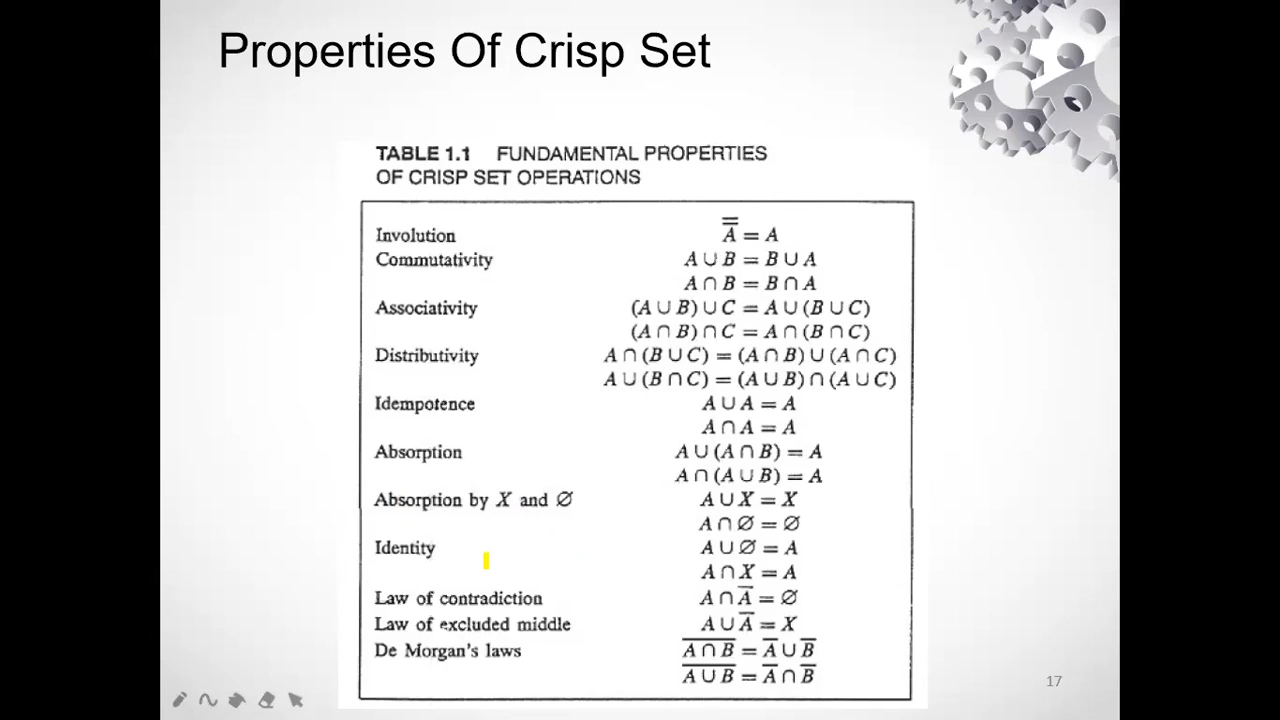 Properties Of Crisp Set
TABLE 1.1 FUNDAMENTAL PROPERTIES
OF CRISP SET OPERATIONS
Involution A̿ = A
Commutativity A ∪ B = B ∪ A
A ∩ B = B ∩ A
Associativity (A ∪ B) ∪ C = A ∪ (B ∪ C)
(A ∩ B) ∩ C = A ∩ (B ∩ C)
Distributivity A ∩ (B ∪ C) = (A ∩ B) ∪ (A ∩ C)
A ∪ (B ∩ C) = (A ∪ B) ∩ (A ∪ C)
Idempotence A ∪ A = A
A ∩ A = A
Absorption A ∪ (A ∩ B) = A
A ∩ (A ∪ B) = A
Absorption by X and ∅ A ∪ X = X
A ∩ ∅ = ∅
Identity A ∪ ∅ = A
A ∩ X = A
Law of contradiction A ∩ A̅ = ∅
Law of excluded middle A ∪ A̅ = X
De Morgan's laws A̅ ̅∩̅ ̅B̅ = A̅ ∪ B̅
A̅ ̅∪̅ ̅B̅ = A̅ ∩ B̅
17